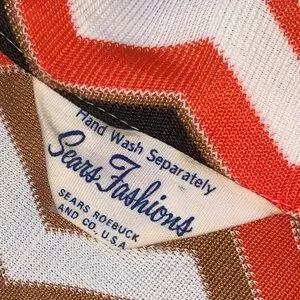 Hand Wash Separately
Sears Fashions
SEARS ROEBUCK
AND CO. U.S.A.